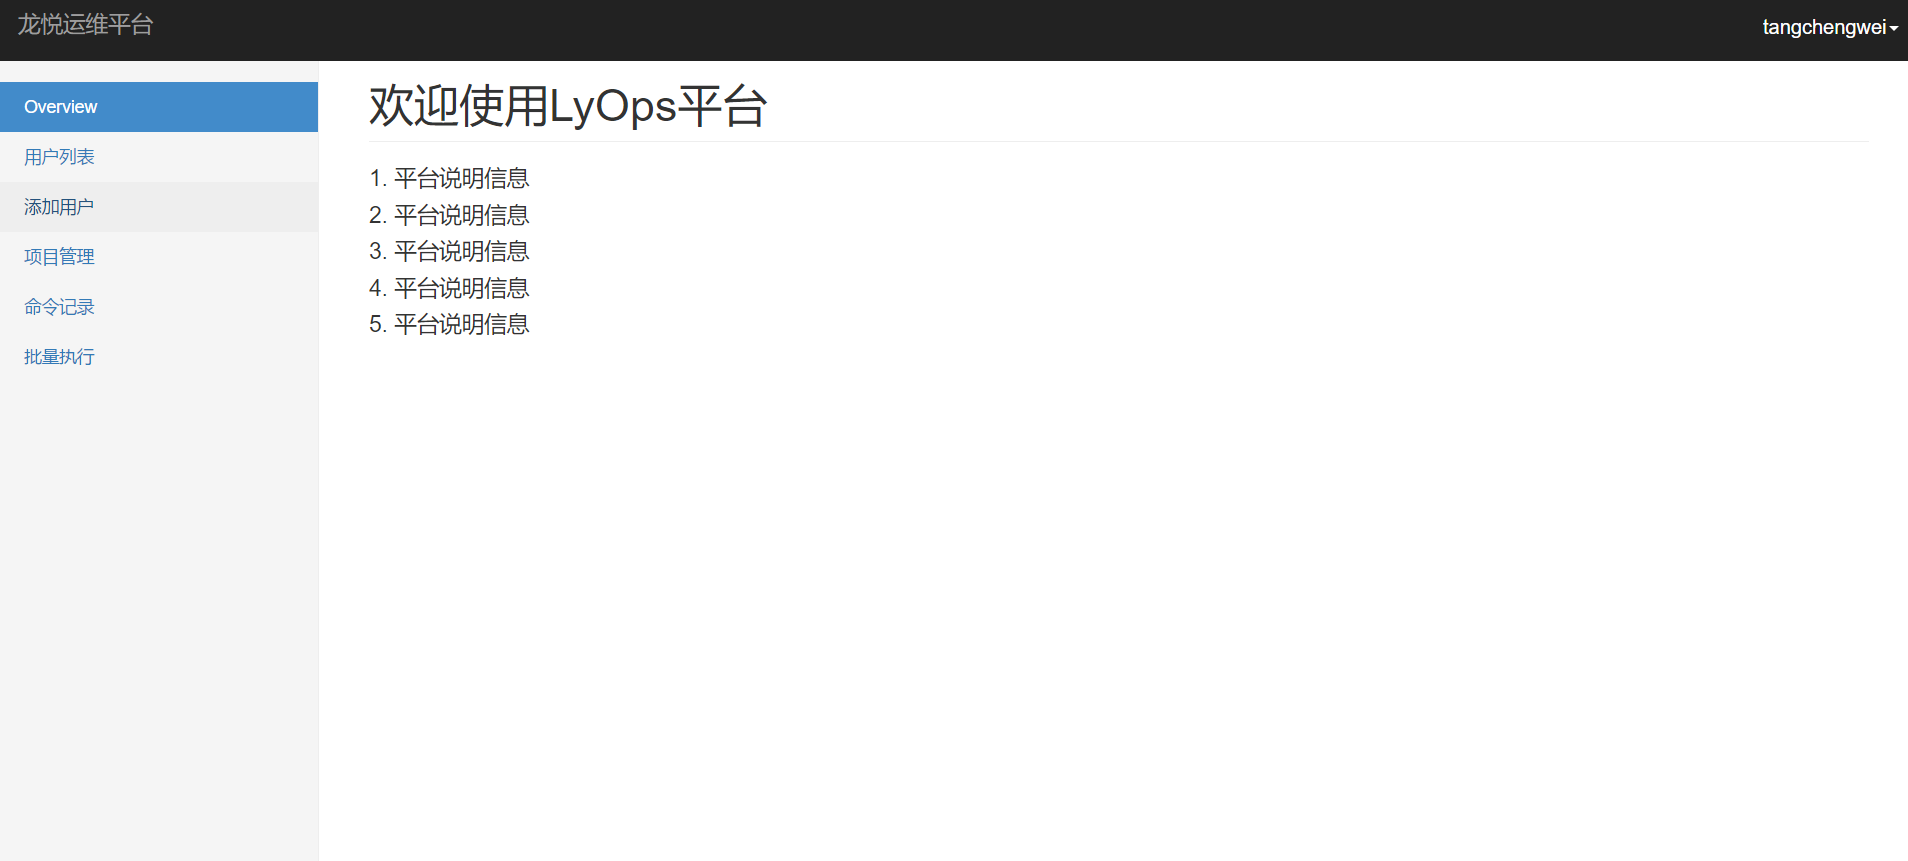 龙悦运维平台
tangchengwei
Overview
用户列表
添加用户
项目管理
命令记录
批量执行
欢迎使用LyOps平台
1. 平台说明信息
2. 平台说明信息
3. 平台说明信息
4. 平台说明信息
5. 平台说明信息